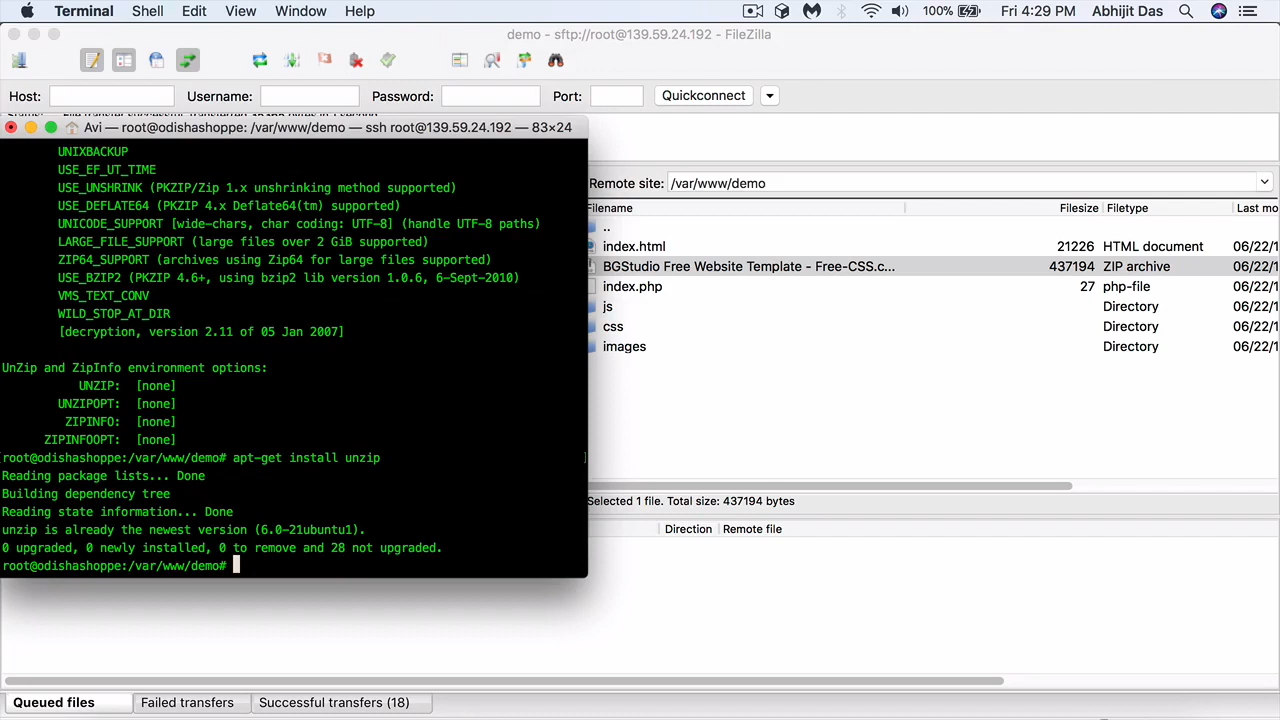 Terminal Shell Edit View Window Help 100% Fri 4:29 PM Abhijit Das
demo - sftp://root@139.59.24.192 - FileZilla
Host: Username: Password: Port: Quickconnect
Avi — root@odishashoppe: /var/www/demo — ssh root@139.59.24.192 — 83×24
UNIXBACKUP
USE_EF_UT_TIME
USE_UNSHRINK (PKZIP/Zip 1.x unshrinking method supported)
USE_DEFLATE64 (PKZIP 4.x Deflate64(tm) supported)
UNICODE_SUPPORT [wide-chars, char coding: UTF-8] (handle UTF-8 paths)
LARGE_FILE_SUPPORT (large files over 2 GiB supported)
ZIP64_SUPPORT (archives using Zip64 for large files supported)
USE_BZIP2 (PKZIP 4.6+, using bzip2 lib version 1.0.6, 6-Sept-2010)
VMS_TEXT_CONV
WILD_STOP_AT_DIR
[decryption, version 2.11 of 05 Jan 2007]
UnZip and ZipInfo environment options:
UNZIP: [none]
UNZIPOPT: [none]
ZIPINFO: [none]
ZIPINFOOPT: [none]
[root@odishashoppe:/var/www/demo# apt-get install unzip ]
Reading package lists... Done
Building dependency tree
Reading state information... Done
unzip is already the newest version (6.0-21ubuntu1).
0 upgraded, 0 newly installed, 0 to remove and 28 not upgraded.
root@odishashoppe:/var/www/demo#
Remote site: /var/www/demo
Filename Filesize Filetype Last mo
..
index.html 21226 HTML document 06/22/1
BGStudio Free Website Template - Free-CSS.c... 437194 ZIP archive 06/22/1
index.php 27 php-file 06/22/1
js Directory 06/22/1
css Directory 06/22/1
images Directory 06/22/1
Selected 1 file. Total size: 437194 bytes
Direction Remote file
Queued files Failed transfers Successful transfers (18)